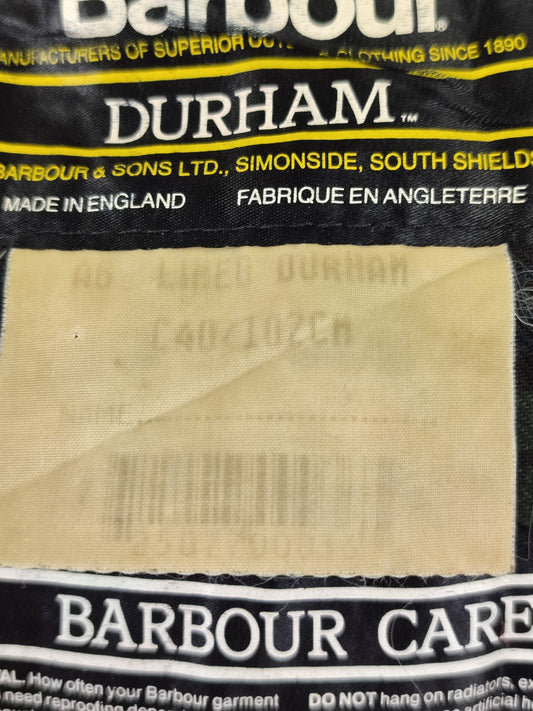 Barbour®
MANUFACTURERS OF SUPERIOR CLOTHING SINCE 1890
DURHAM™
BARBOUR & SONS LTD., SIMONSIDE, SOUTH SHIELDS
MADE IN ENGLAND FABRIQUE EN ANGLETERRE
A6 LINED DURHAM
C40/102CM
NAME
BARBOUR CARE
How often your Barbour garment DO NOT hang on radiators,
need reproofing